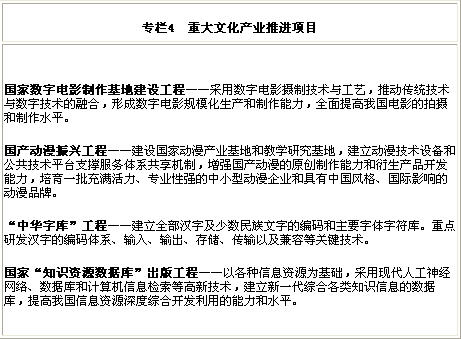 专栏4 重大文化产业推进项目
国家数字电影制作基地建设工程——采用数字电影摄制技术与工艺，推动传统技术
与数字技术的融合，形成数字电影规模化生产和制作能力，全面提高我国电影的拍摄
和制作水平。
国产动漫振兴工程——建设国家动漫产业基地和教学研究基地，建立动漫技术设备和
公共技术平台支撑服务体系共享机制，增强国产动漫的原创制作能力和衍生产品开发
能力，培育一批充满活力、专业性强的中小型动漫企业和具有中国风格、国际影响的
动漫品牌。
“中华字库”工程——建立全部汉字及少数民族文字的编码和主要字体字符库。重点
研发汉字的编码体系、输入、输出、存储、传输以及兼容等关键技术。
国家“知识资源数据库”出版工程——以各种信息资源为基础，采用现代人工神经
网络、数据库和计算机信息检索等高新技术，建立新一代综合各类知识信息的数据
库，提高我国信息资源深度综合开发利用的能力和水平。